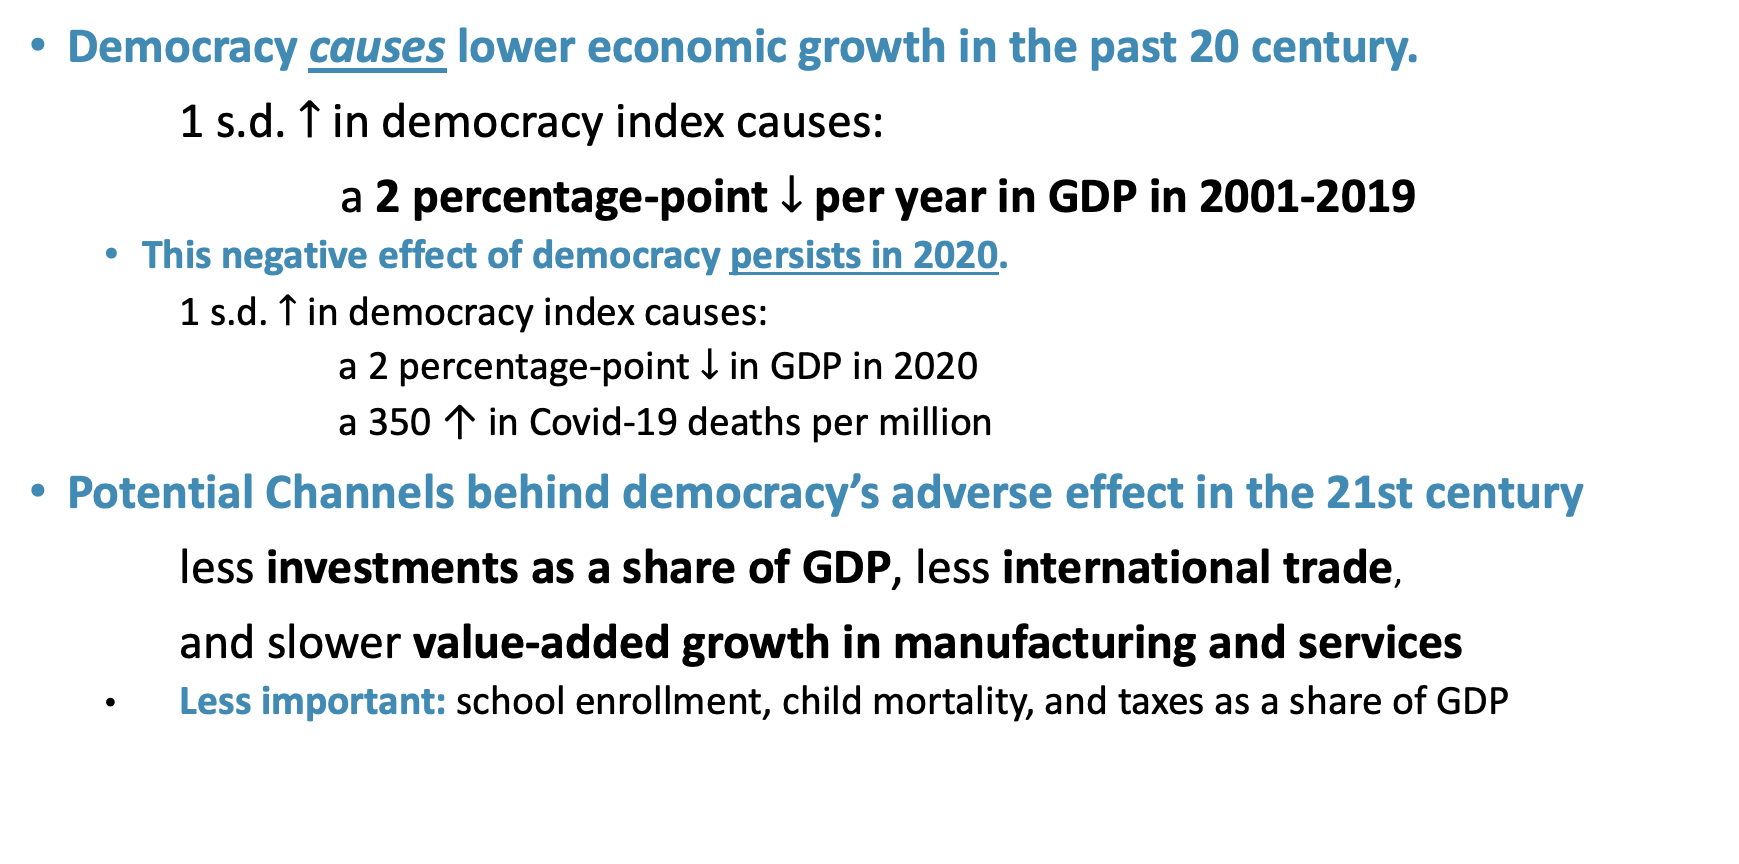 • Democracy causes lower economic growth in the past 20 century.
1 s.d. ↑ in democracy index causes:
a 2 percentage-point ↓ per year in GDP in 2001-2019
• This negative effect of democracy persists in 2020.
1 s.d. ↑ in democracy index causes:
a 2 percentage-point ↓ in GDP in 2020
a 350 ↑ in Covid-19 deaths per million
• Potential Channels behind democracy’s adverse effect in the 21st century
less investments as a share of GDP, less international trade,
and slower value-added growth in manufacturing and services
• Less important: school enrollment, child mortality, and taxes as a share of GDP